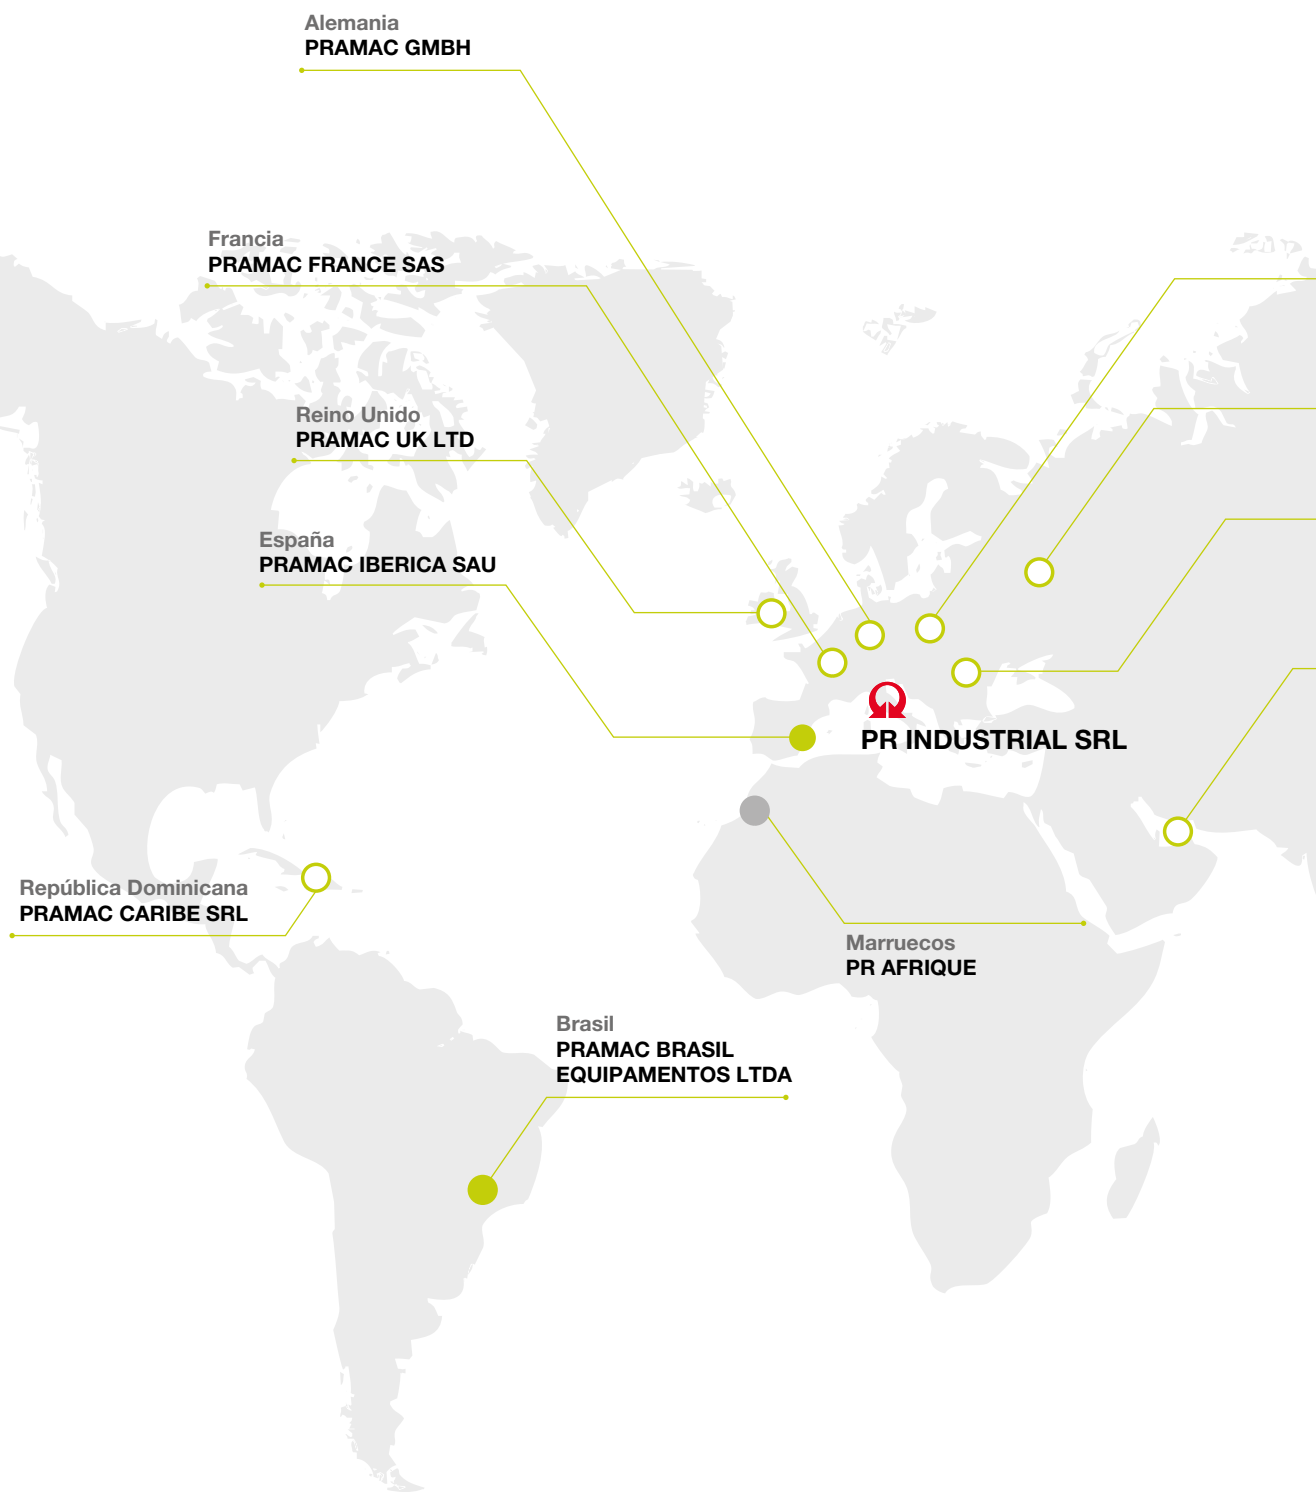 Alemania
PRAMAC GMBH
Francia
PRAMAC FRANCE SAS
Reino Unido
PRAMAC UK LTD
España
PRAMAC IBERICA SAU
PR INDUSTRIAL SRL
República Dominicana
PRAMAC CARIBE SRL
Marruecos
PR AFRIQUE
Brasil
PRAMAC BRASIL
EQUIPAMENTOS LTDA